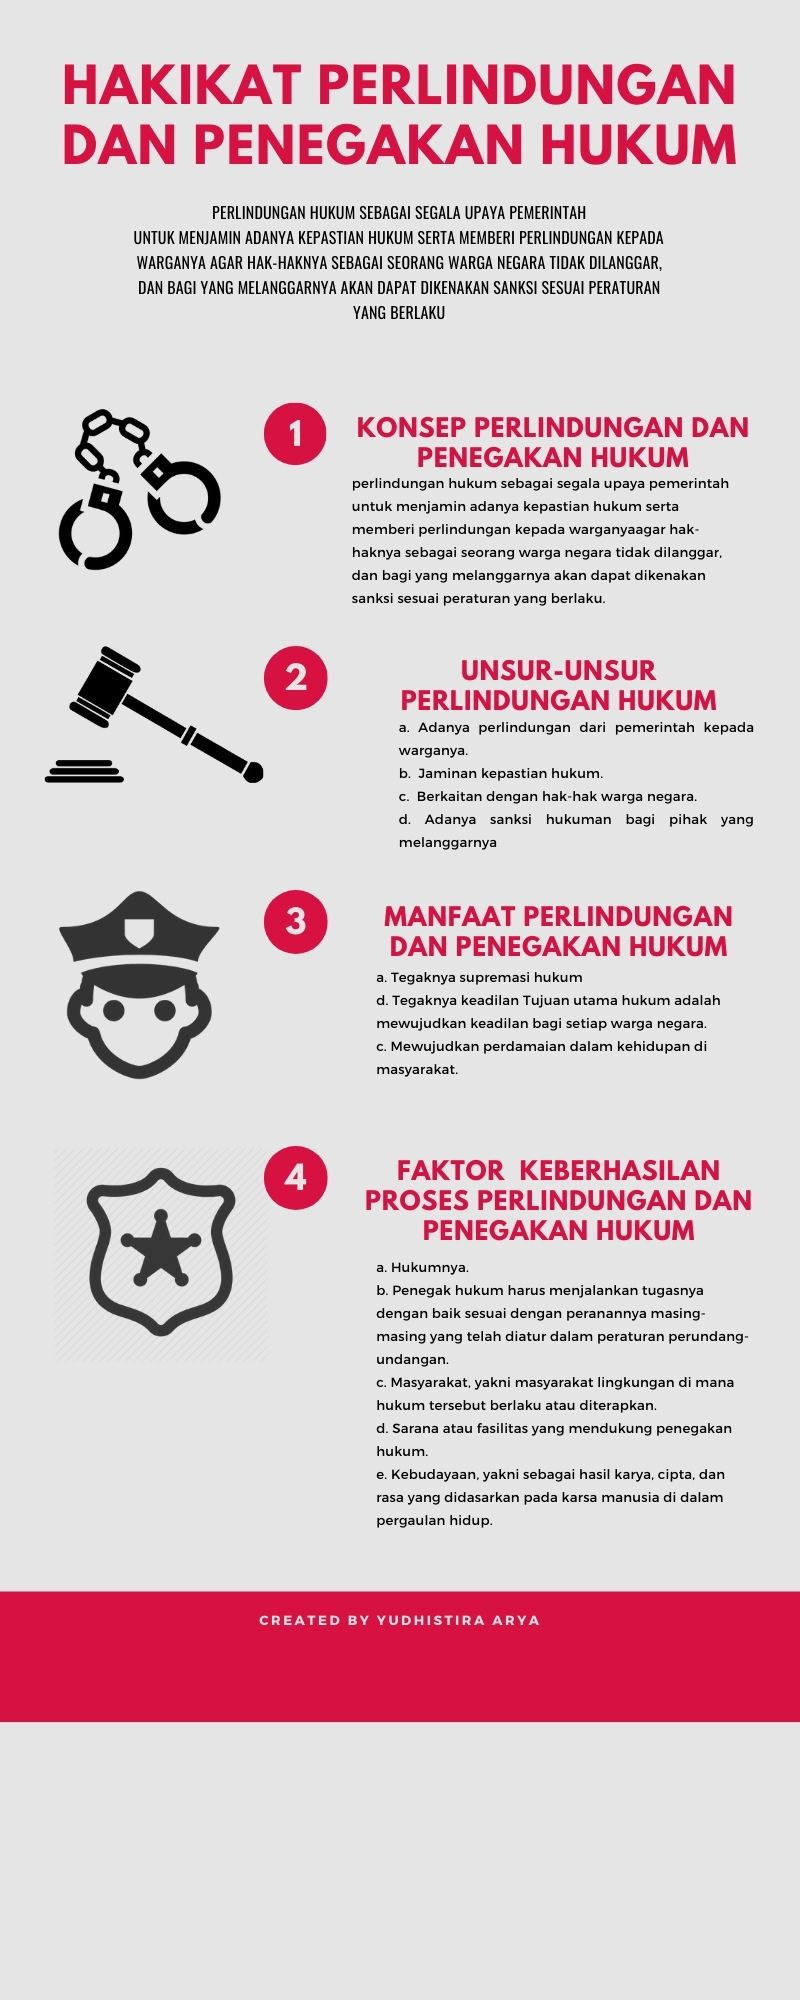 HAKIKAT PERLINDUNGAN
DAN PENEGAKAN HUKUM
PERLINDUNGAN HUKUM SEBAGAI SEGALA UPAYA PEMERINTAH
UNTUK MENJAMIN ADANYA KEPASTIAN HUKUM SERTA MEMBERI PERLINDUNGAN KEPADA
WARGANYA AGAR HAK-HAKNYA SEBAGAI SEORANG WARGA NEGARA TIDAK DILANGGAR,
DAN BAGI YANG MELANGGARNYA AKAN DAPAT DIKENAKAN SANKSI SESUAI PERATURAN
YANG BERLAKU
1
KONSEP PERLINDUNGAN DAN
PENEGAKAN HUKUM
perlindungan hukum sebagai segala upaya pemerintah
untuk menjamin adanya kepastian hukum serta
memberi perlindungan kepada warganyaagar hak-
haknya sebagai seorang warga negara tidak dilanggar,
dan bagi yang melanggarnya akan dapat dikenakan
sanksi sesuai peraturan yang berlaku.
2
UNSUR-UNSUR
PERLINDUNGAN HUKUM
a. Adanya perlindungan dari pemerintah kepada
warganya.
b. Jaminan kepastian hukum.
c. Berkaitan dengan hak-hak warga negara.
d. Adanya sanksi hukuman bagi pihak yang
melanggarnya
3
MANFAAT PERLINDUNGAN
DAN PENEGAKAN HUKUM
a. Tegaknya supremasi hukum
d. Tegaknya keadilan Tujuan utama hukum adalah
mewujudkan keadilan bagi setiap warga negara.
c. Mewujudkan perdamaian dalam kehidupan di
masyarakat.
4
FAKTOR KEBERHASILAN
PROSES PERLINDUNGAN DAN
PENEGAKAN HUKUM
a. Hukumnya.
b. Penegak hukum harus menjalankan tugasnya
dengan baik sesuai dengan peranannya masing-
masing yang telah diatur dalam peraturan perundang-
undangan.
c. Masyarakat, yakni masyarakat lingkungan di mana
hukum tersebut berlaku atau diterapkan.
d. Sarana atau fasilitas yang mendukung penegakan
hukum.
e. Kebudayaan, yakni sebagai hasil karya, cipta, dan
rasa yang didasarkan pada karsa manusia di dalam
pergaulan hidup.
CREATED BY YUDHISTIRA ARYA